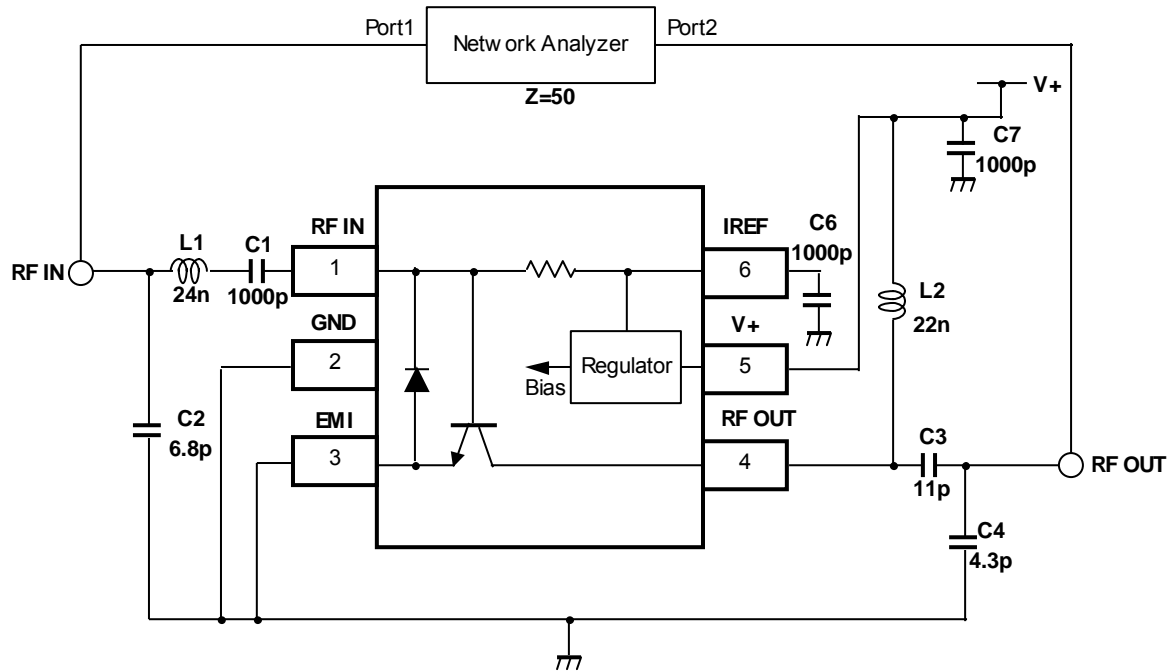 Port1
Network Analyzer
Port2
Z=50
V+
C7
1000p
RF IN
L1
24n
C1
1000p
RF IN
1
IREF
6
C6
1000p
L2
22n
GND
2
V+
5
Regulator
Bias
C2
6.8p
EMI
3
RF OUT
4
C3
11p
RF OUT
C4
4.3p